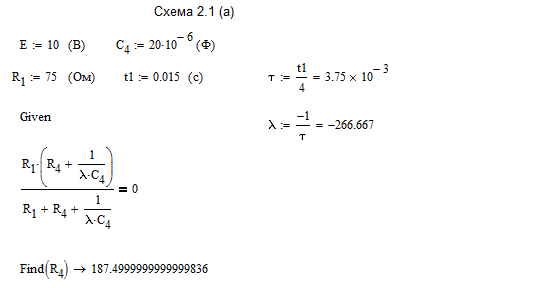 Схема 2.1 (а)
E := 10 (В) C₄ := 20·10⁻⁶ (Ф)
R₁ := 75 (Ом) t1 := 0.015 (с) τ := t1/4 = 3.75 × 10⁻³
Given λ := −1/τ = −266.667
R₁·(R₄ + 1/(λ·C₄)) / (R₁ + R₄ + 1/(λ·C₄)) = 0
Find(R₄) → 187.4999999999999836